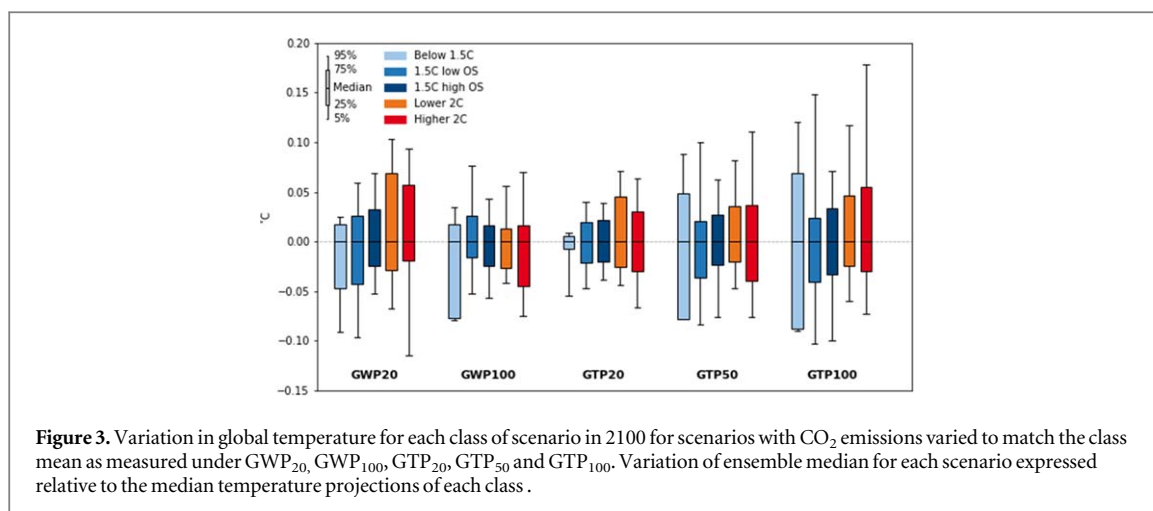 0.20
0.15
0.10
0.05
0.00
−0.05
−0.10
−0.15
°C
95%
75%
Median
25%
5%
Below 1.5C
1.5C low OS
1.5C high OS
Lower 2C
Higher 2C
GWP20 GWP100 GTP20 GTP50 GTP100
Figure 3. Variation in global temperature for each class of scenario in 2100 for scenarios with CO₂ emissions varied to match the class
mean as measured under GWP₂₀, GWP₁₀₀, GTP₂₀, GTP₅₀ and GTP₁₀₀. Variation of ensemble median for each scenario expressed
relative to the median temperature projections of each class .